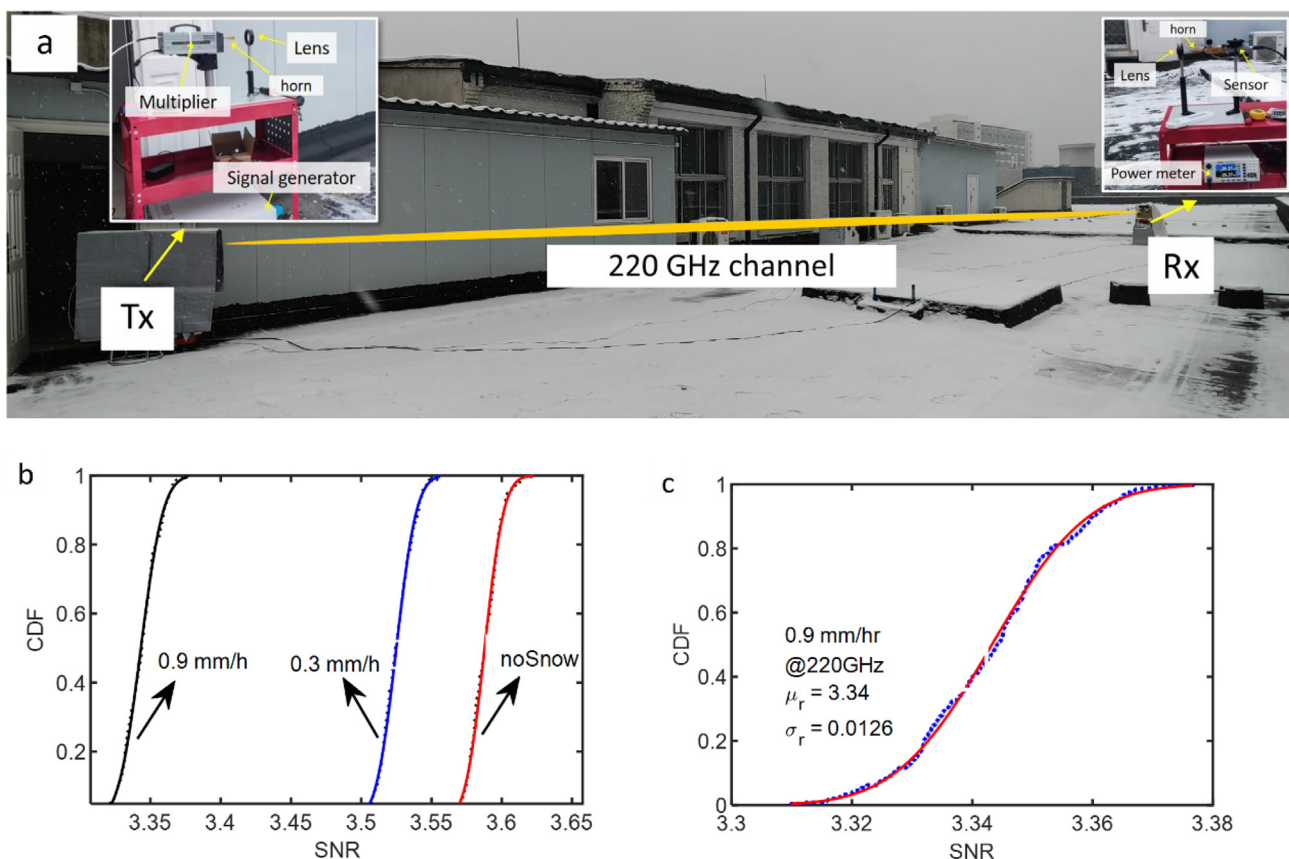 a
Lens
horn
Multiplier
Signal generator
Tx
220 GHz channel
horn
Lens
Sensor
Power meter
Rx
b
1
0.8
0.6
0.4
0.2
CDF
0.9 mm/h
0.3 mm/h
noSnow
3.35
3.4
3.45
3.5
3.55
3.6
3.65
SNR
c
1
0.8
0.6
0.4
0.2
0
CDF
0.9 mm/hr
@220GHz
μr = 3.34
σr = 0.0126
3.3
3.32
3.34
3.36
3.38
SNR